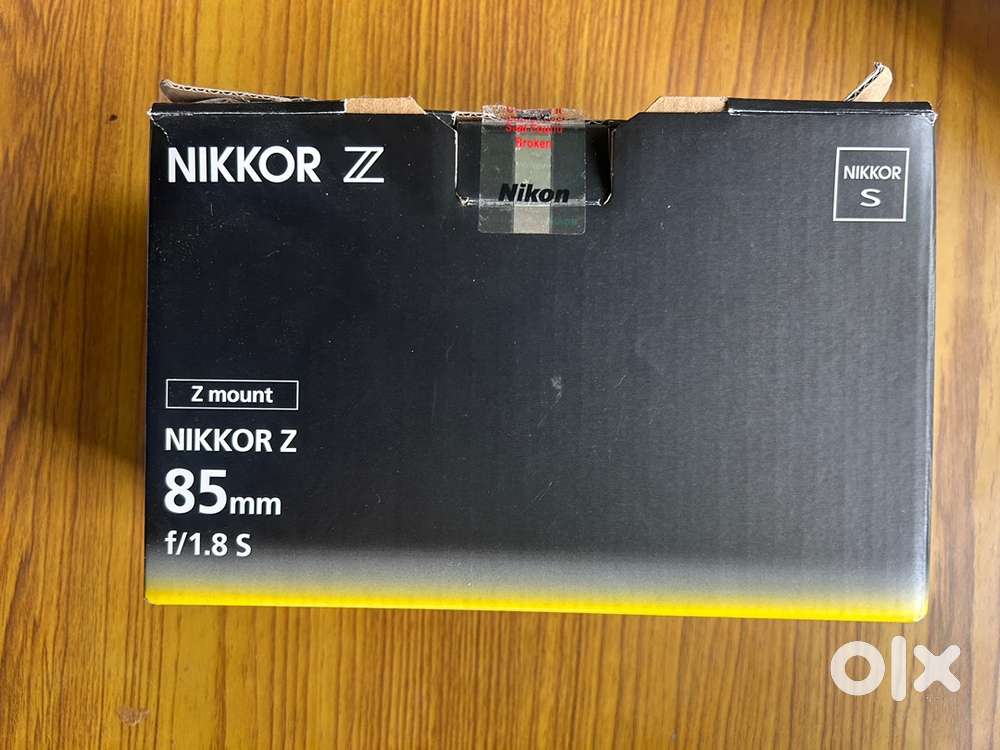 NIKKOR Z
NIKKOR
S
Broken
Nikon
Z mount
NIKKOR Z
85mm
f/1.8 S
olx